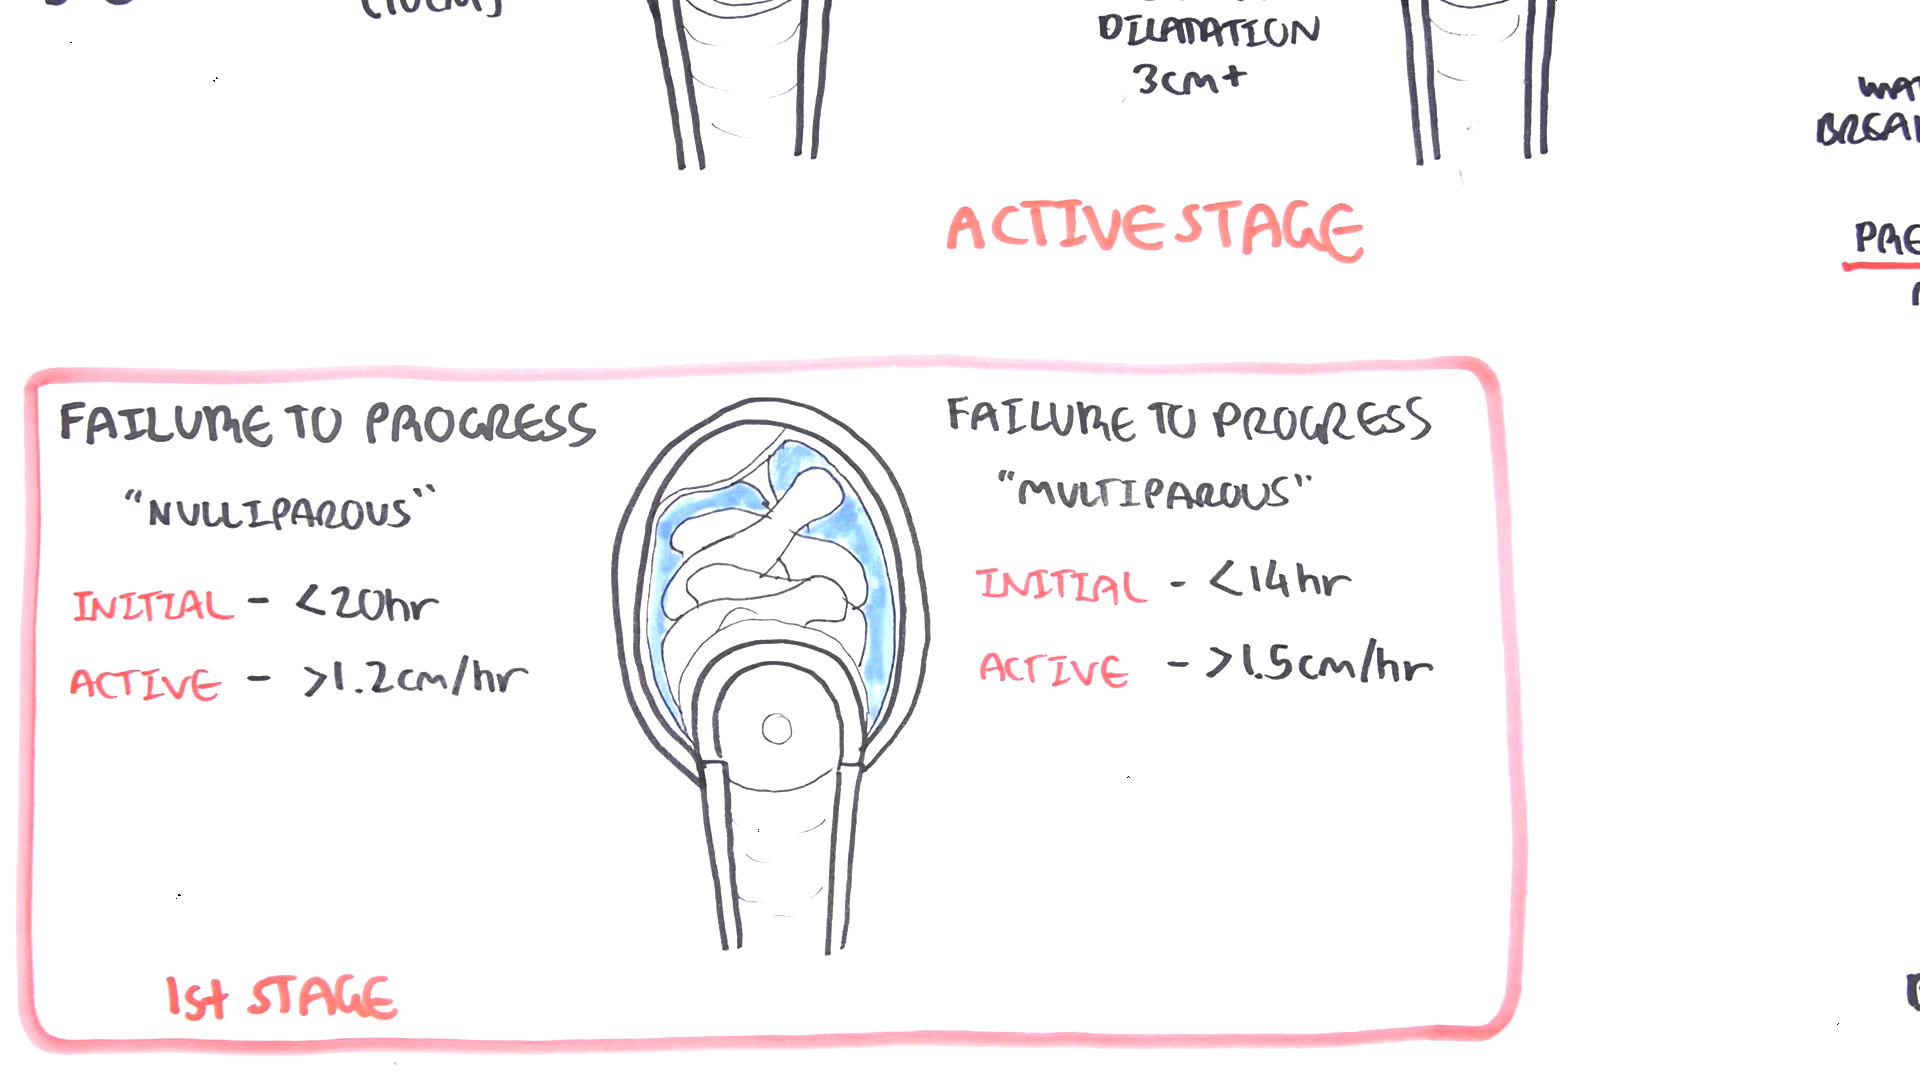 (10cm)
DILATATION
3cm+
ACTIVE STAGE
FAILURE TO PROGRESS
"NULLIPAROUS"
INITIAL - <20hr
ACTIVE - >1.2cm/hr
FAILURE TO PROGRESS
"MULTIPAROUS"
INITIAL - <14hr
ACTIVE - >1.5cm/hr
1st STAGE